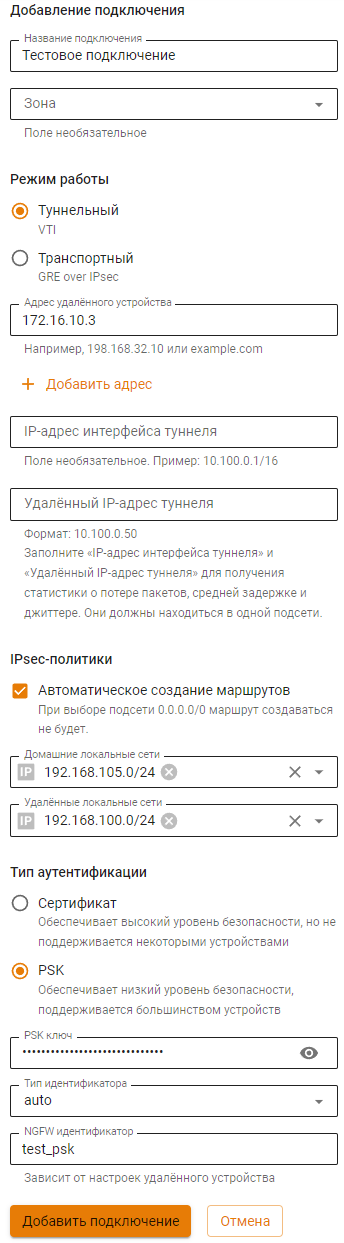 Добавление подключения
Название подключения
Тестовое подключение
Зона
Поле необязательное
Режим работы
Туннельный
VTI
Транспортный
GRE over IPsec
Адрес удалённого устройства
172.16.10.3
Например, 198.168.32.10 или example.com
+ Добавить адрес
IP-адрес интерфейса туннеля
Поле необязательное. Пример: 10.100.0.1/16
Удалённый IP-адрес туннеля
Формат: 10.100.0.50
Заполните «IP-адрес интерфейса туннеля» и
«Удалённый IP-адрес туннеля» для получения
статистики о потере пакетов, средней задержке и
джиттере. Они должны находиться в одной подсети.
IPsec-политики
Автоматическое создание маршрутов
При выборе подсети 0.0.0.0/0 маршрут создаваться
не будет.
Домашние локальные сети
IP 192.168.105.0/24
Удалённые локальные сети
IP 192.168.100.0/24
Тип аутентификации
Сертификат
Обеспечивает высокий уровень безопасности, но не
поддерживается некоторыми устройствами
PSK
Обеспечивает низкий уровень безопасности,
поддерживается большинством устройств
PSK ключ
••••••••••••••••••••••••••••••
Тип идентификатора
auto
NGFW идентификатор
test_psk
Зависит от настроек удалённого устройства
Добавить подключение
Отмена